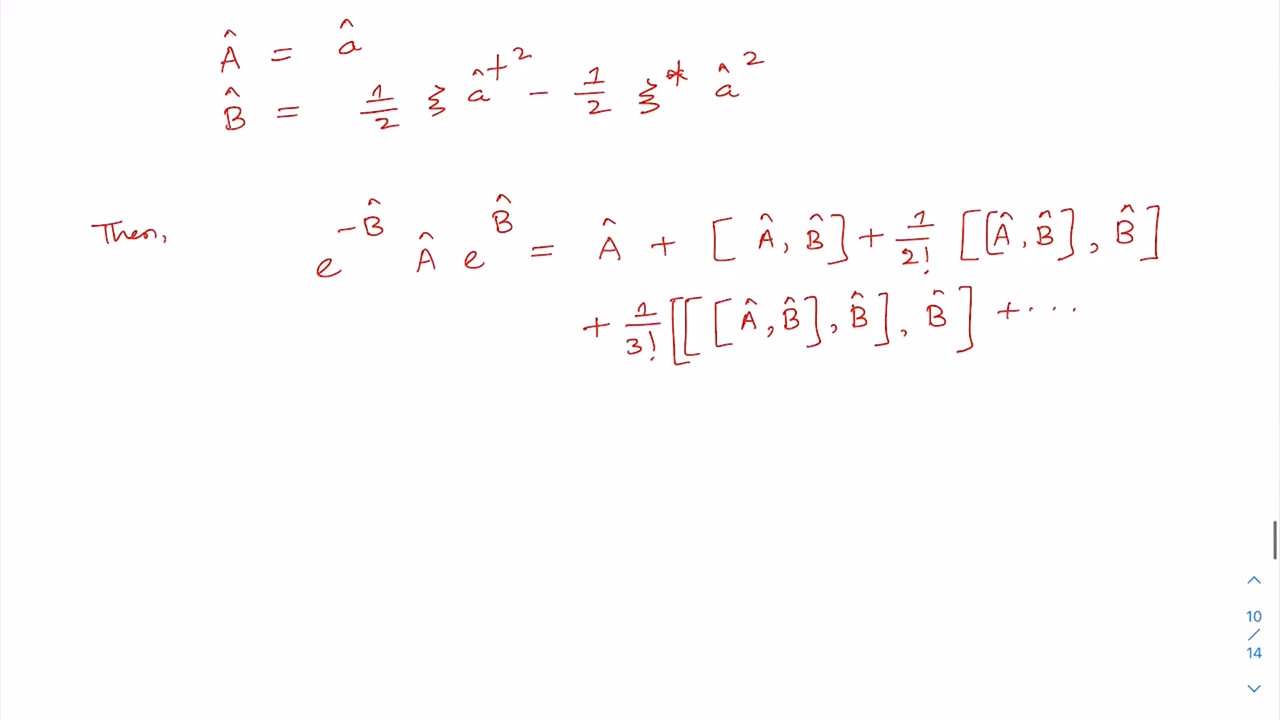 Â = â
B̂ = 1/2 ξ â†² - 1/2 ξ* â²
Then, e^{-B̂} Â e^{B̂} = Â + [Â, B̂] + 1/2! [[Â, B̂], B̂]
+ 1/3! [[[Â, B̂], B̂], B̂] + ...
10
/
14